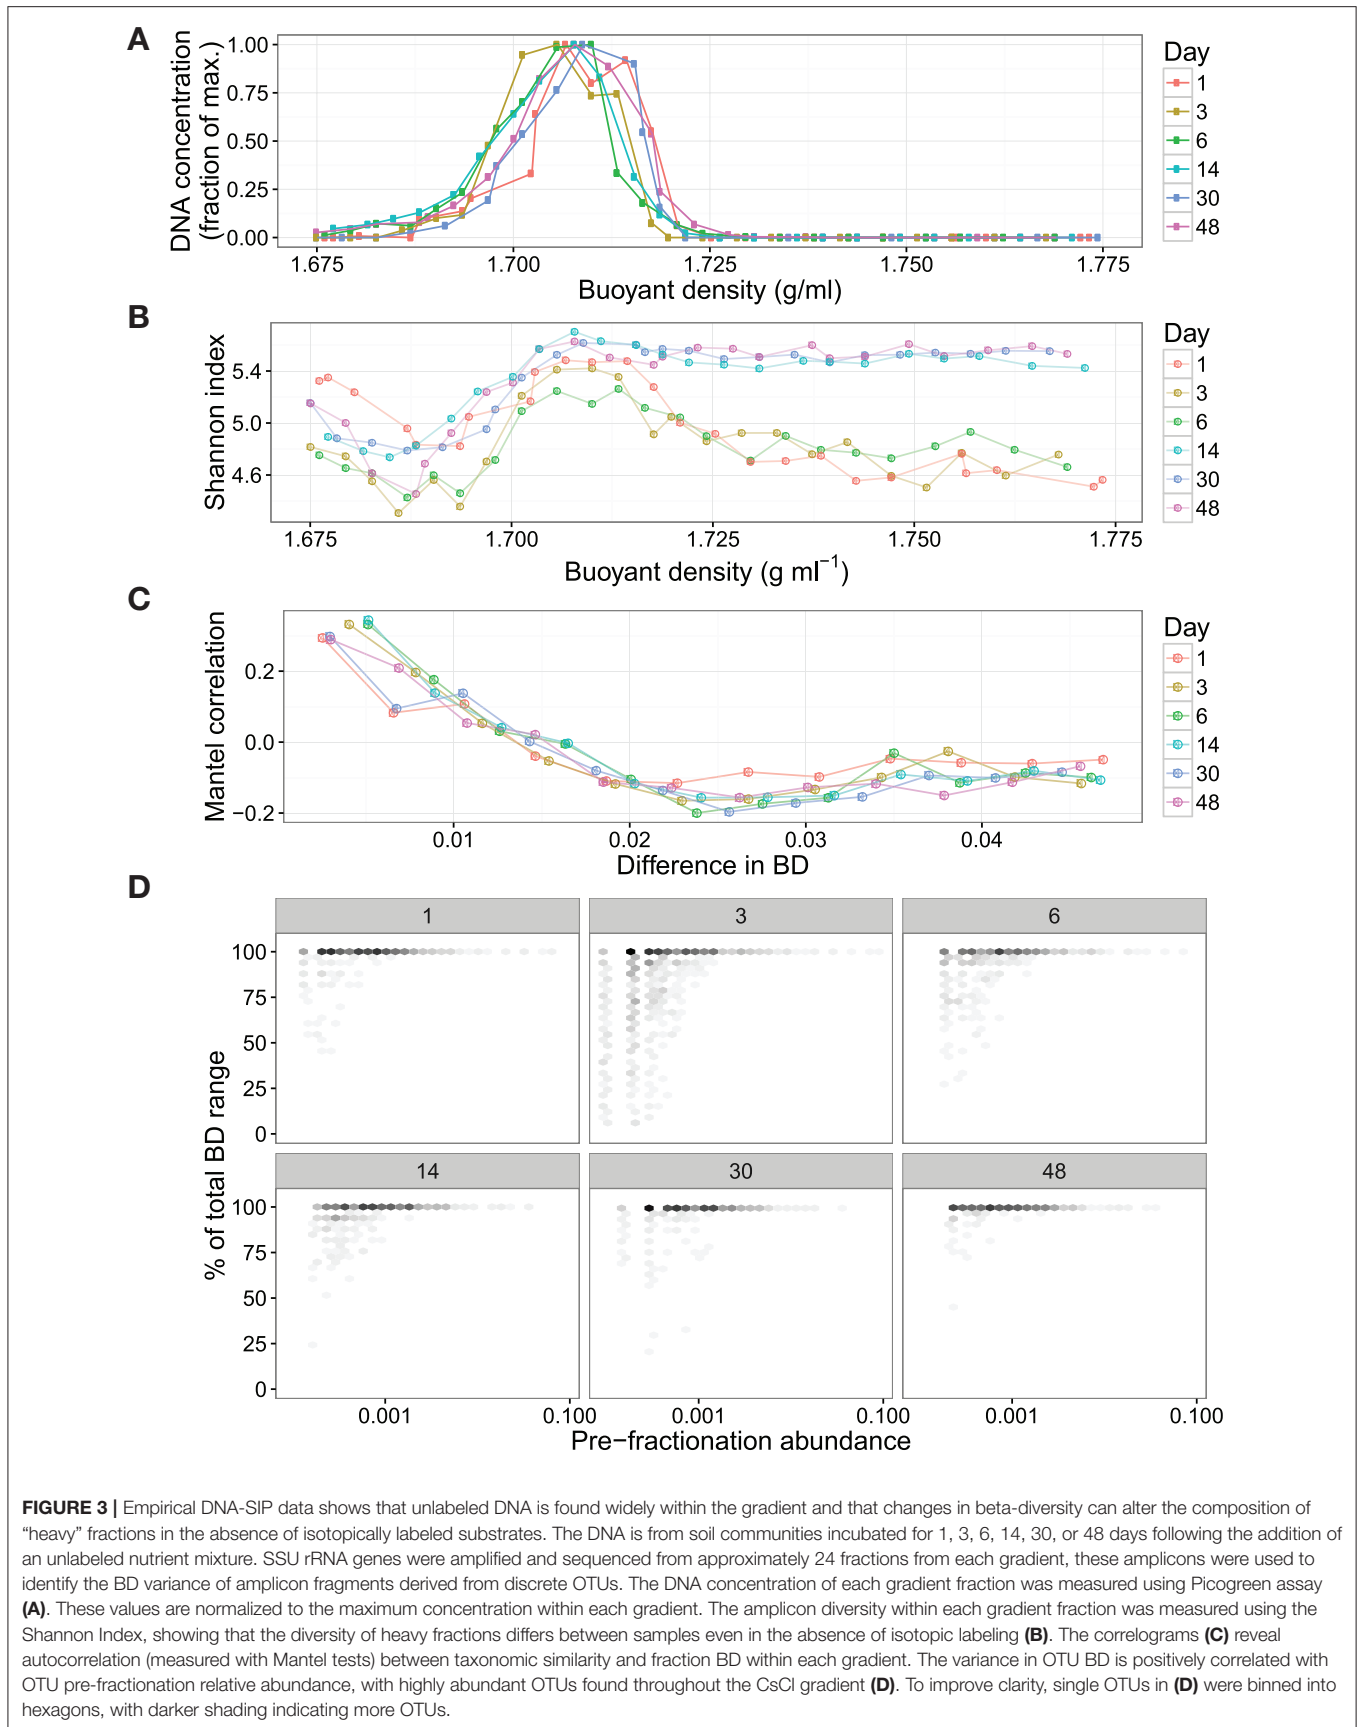 A
DNA concentration
(fraction of max.)
1.00
0.75
0.50
0.25
0.00
1.675
1.700
1.725
1.750
1.775
Buoyant density (g/ml)
Day
1
3
6
14
30
48
B
Shannon index
5.4
5.0
4.6
1.675
1.700
1.725
1.750
1.775
Buoyant density (g ml⁻¹)
Day
1
3
6
14
30
48
C
Mantel correlation
0.2
0.0
−0.2
0.01
0.02
0.03
0.04
Difference in BD
Day
1
3
6
14
30
48
D
% of total BD range
1
3
6
100
75
50
25
0
14
30
48
100
75
50
25
0
0.001
0.100
0.001
0.100
0.001
0.100
Pre−fractionation abundance
FIGURE 3 | Empirical DNA-SIP data shows that unlabeled DNA is found widely within the gradient and that changes in beta-diversity can alter the composition of
“heavy” fractions in the absence of isotopically labeled substrates. The DNA is from soil communities incubated for 1, 3, 6, 14, 30, or 48 days following the addition of
an unlabeled nutrient mixture. SSU rRNA genes were amplified and sequenced from approximately 24 fractions from each gradient, these amplicons were used to
identify the BD variance of amplicon fragments derived from discrete OTUs. The DNA concentration of each gradient fraction was measured using Picogreen assay
(A). These values are normalized to the maximum concentration within each gradient. The amplicon diversity within each gradient fraction was measured using the
Shannon Index, showing that the diversity of heavy fractions differs between samples even in the absence of isotopic labeling (B). The correlograms (C) reveal
autocorrelation (measured with Mantel tests) between taxonomic similarity and fraction BD within each gradient. The variance in OTU BD is positively correlated with
OTU pre-fractionation relative abundance, with highly abundant OTUs found throughout the CsCl gradient (D). To improve clarity, single OTUs in (D) were binned into
hexagons, with darker shading indicating more OTUs.